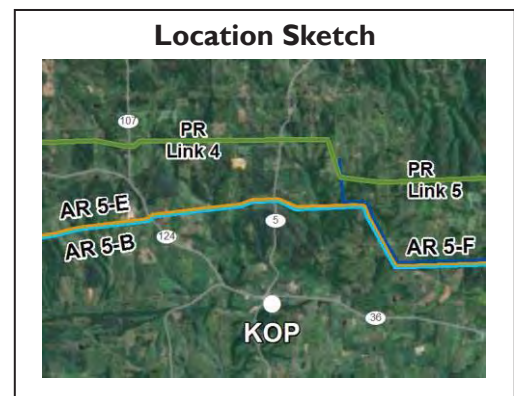 Location Sketch
107
PR
Link 4
PR
Link 5
AR 5-E
AR 5-B
124
5
AR 5-F
KOP
36